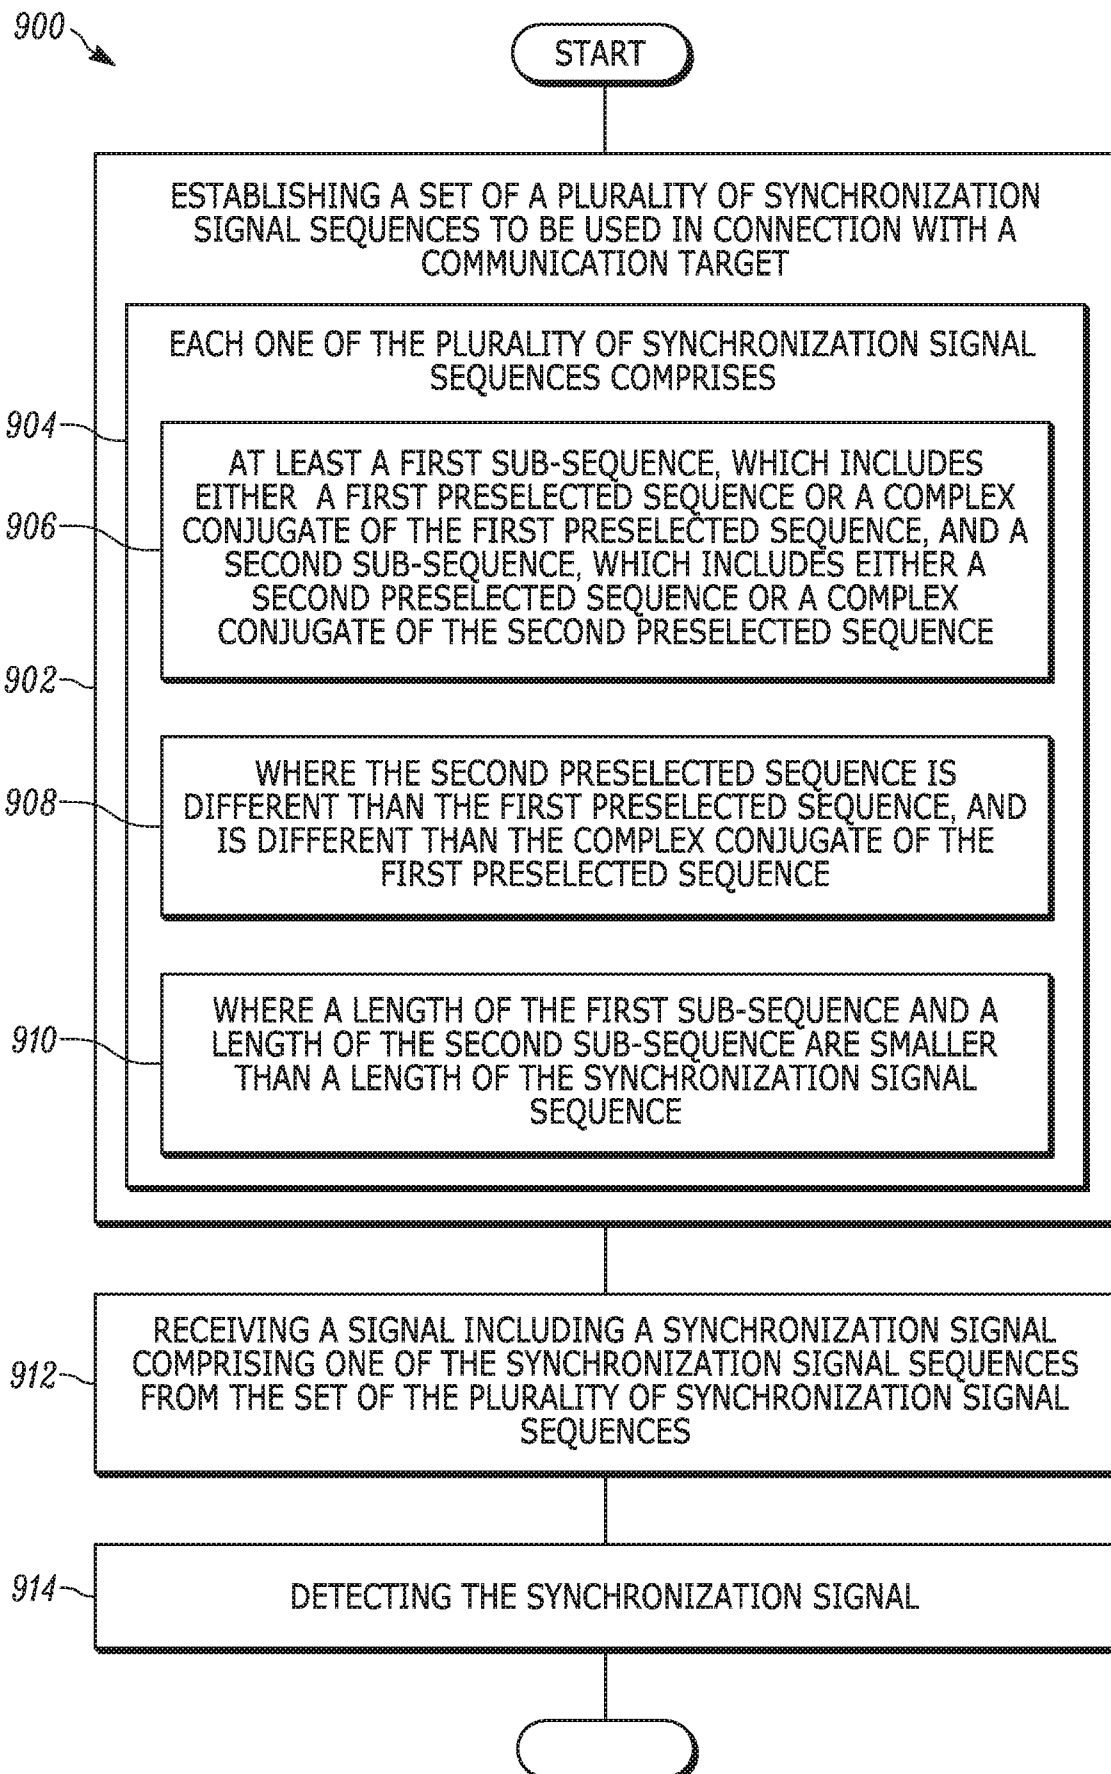 900
START
ESTABLISHING A SET OF A PLURALITY OF SYNCHRONIZATION
SIGNAL SEQUENCES TO BE USED IN CONNECTION WITH A
COMMUNICATION TARGET
EACH ONE OF THE PLURALITY OF SYNCHRONIZATION SIGNAL
SEQUENCES COMPRISES
904
AT LEAST A FIRST SUB-SEQUENCE, WHICH INCLUDES
EITHER A FIRST PRESELECTED SEQUENCE OR A COMPLEX
CONJUGATE OF THE FIRST PRESELECTED SEQUENCE, AND A
SECOND SUB-SEQUENCE, WHICH INCLUDES EITHER A
SECOND PRESELECTED SEQUENCE OR A COMPLEX
CONJUGATE OF THE SECOND PRESELECTED SEQUENCE
906
902
WHERE THE SECOND PRESELECTED SEQUENCE IS
DIFFERENT THAN THE FIRST PRESELECTED SEQUENCE, AND
IS DIFFERENT THAN THE COMPLEX CONJUGATE OF THE
FIRST PRESELECTED SEQUENCE
908
WHERE A LENGTH OF THE FIRST SUB-SEQUENCE AND A
LENGTH OF THE SECOND SUB-SEQUENCE ARE SMALLER
THAN A LENGTH OF THE SYNCHRONIZATION SIGNAL
SEQUENCE
910
RECEIVING A SIGNAL INCLUDING A SYNCHRONIZATION SIGNAL
COMPRISING ONE OF THE SYNCHRONIZATION SIGNAL SEQUENCES
FROM THE SET OF THE PLURALITY OF SYNCHRONIZATION SIGNAL
SEQUENCES
912
DETECTING THE SYNCHRONIZATION SIGNAL
914